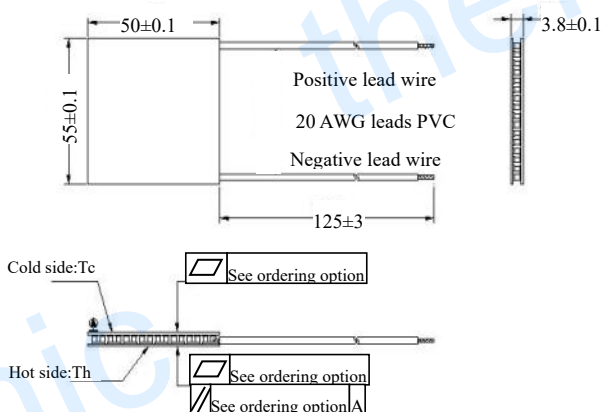 50±0.1
3.8±0.1
55±0.1
Positive lead wire
20 AWG leads PVC
Negative lead wire
125±3
Cold side:Tc
See ordering option
A
Hot side:Th
See ordering option
See ordering option A